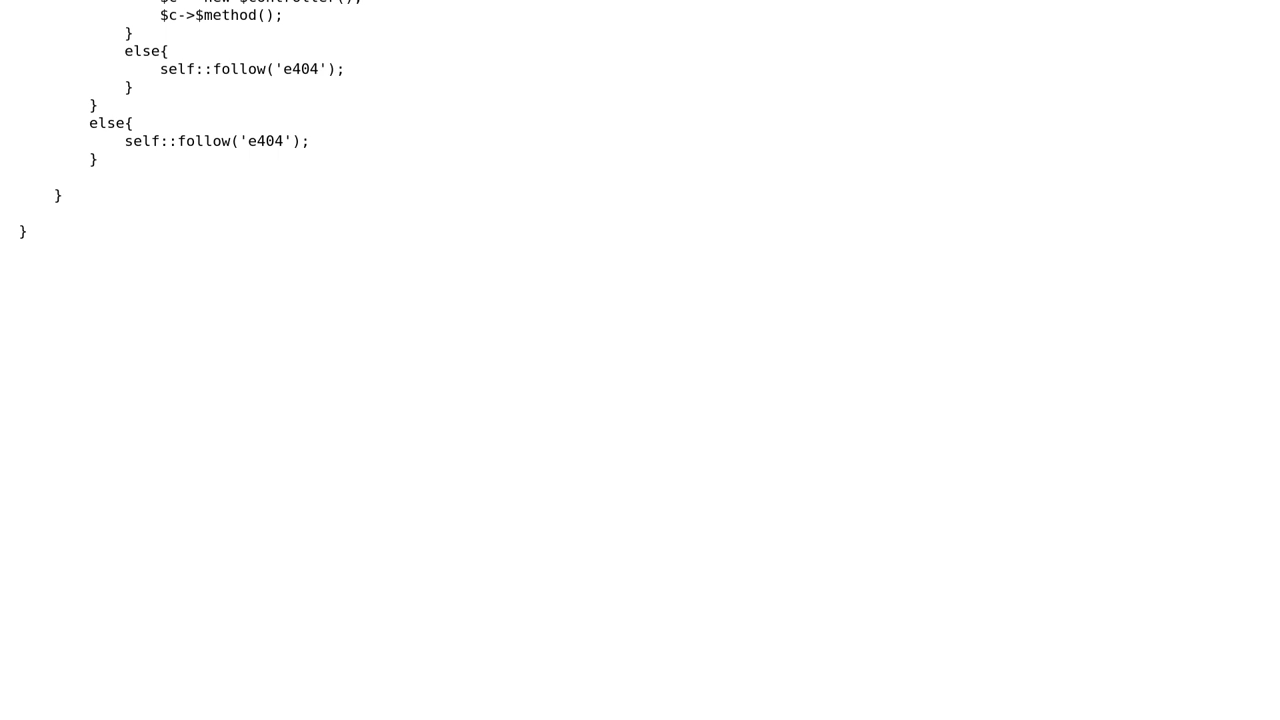 $c->$method();
}
else{
self::follow('e404');
}
}
else{
self::follow('e404');
}
}
}